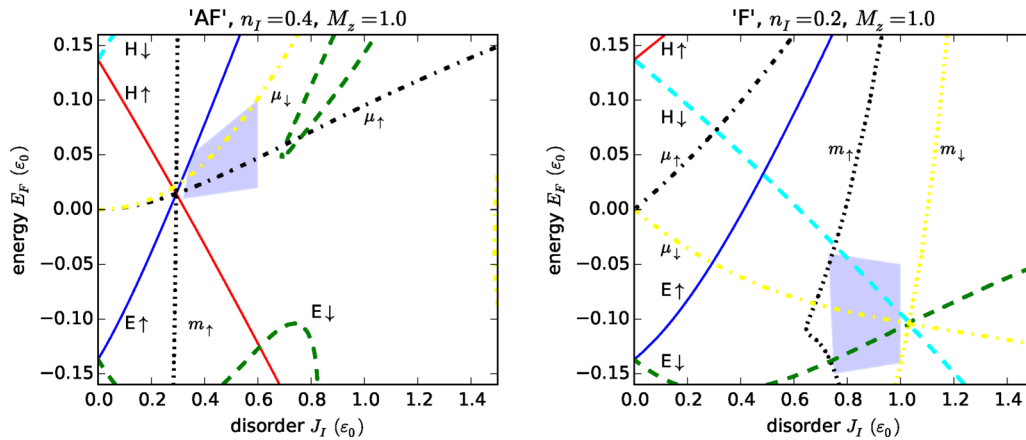 'AF', n_I=0.4, M_z=1.0
energy E_F (ε_0)
0.15
0.10
0.05
0.00
−0.05
−0.10
−0.15
H↓
H↑
μ↓
μ↑
E↑
m↑
E↓
0.0 0.2 0.4 0.6 0.8 1.0 1.2 1.4
disorder J_I (ε_0)
'F', n_I=0.2, M_z=1.0
energy E_F (ε_0)
0.15
0.10
0.05
0.00
−0.05
−0.10
−0.15
H↑
H↓
μ↑
m↑
m↓
μ↓
E↑
E↓
0.0 0.2 0.4 0.6 0.8 1.0 1.2 1.4
disorder J_I (ε_0)